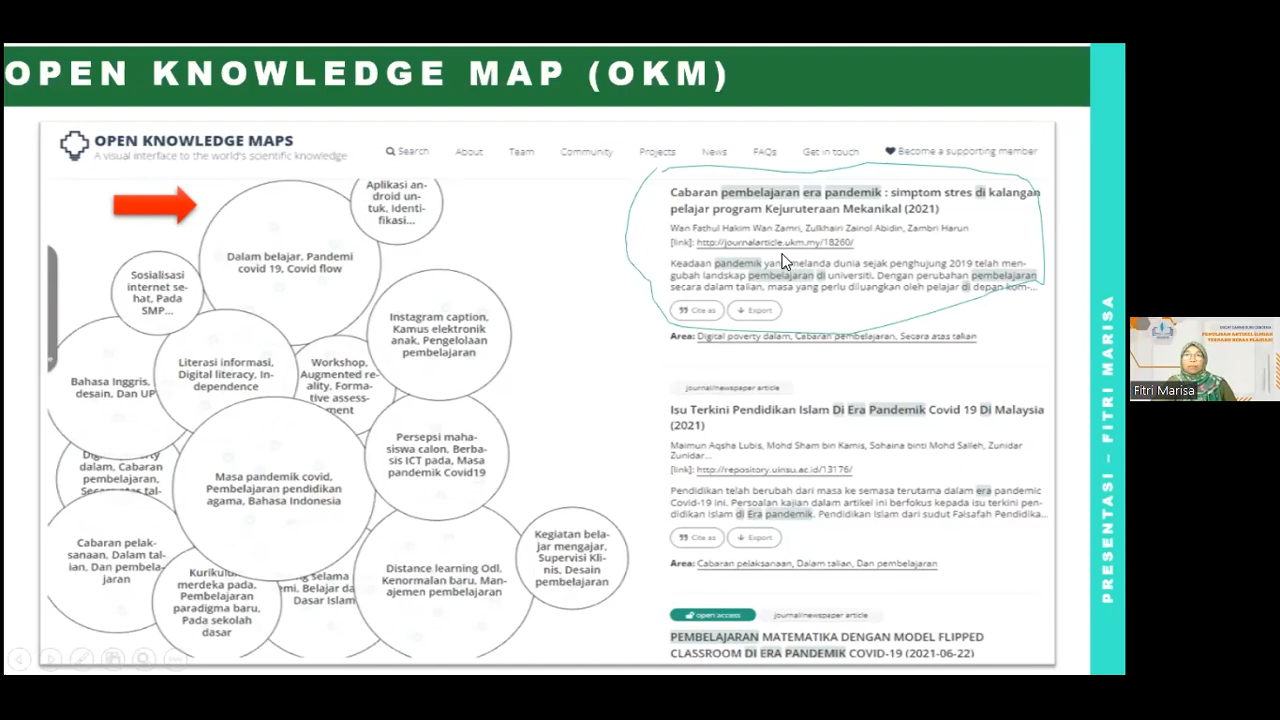 OPEN KNOWLEDGE MAP (OKM)
OPEN KNOWLEDGE MAPS
A visual interface to the world's scientific knowledge
Search
About
Team
Community
Projects
News
FAQs
Get in touch
Become a supporting member
Aplikasi an-
droid un-
tuk, Identi-
fikasi...
Dalam belajar, Pandemi
covid 19, Covid flow
Sosialisasi
internet se-
hat, Pada
SMP...
Instagram caption,
Kamus elektronik
anak, Pengelolaan
pembelajaran
Literasi informasi,
Digital literacy, In-
dependence
Workshop,
Augmented re-
ality, Forma-
tive assess-
ment
Bahasa Inggris,
desain, Dan UP
Persepsi maha-
siswa calon, Berba-
sis ICT pada, Masa
pandemik Covid19
dalam, Cabaran
pembelajaran,
Masa pandemik covid,
Pembelajaran pendidikan
agama, Bahasa Indonesia
Cabaran pelak-
sanaan, Dalam tal-
ian, Dan pembela-
jaran
Kurikulum
merdeka pada,
Pembelajaran
paradigma baru,
Pada sekolah
dasar
selama
Belajar da
Dasar Islam
Distance learning Odl,
Kenormalan baru, Man-
ajemen pembelajaran
Kegiatan bela-
jar mengajar,
Supervisi Kli-
nis, Desain
pembelajaran
Cabaran pembelajaran era pandemik : simptom stres di kalangan
pelajar program Kejuruteraan Mekanikal (2021)
Wan Fathul Hakim Wan Zamri, Zulkhairi Zainol Abidin, Zambri Harun
[link]: http://journalarticle.ukm.my/18260/
Keadaan pandemik melanda dunia sejak penghujung 2019 telah men-
gubah landskap pembelajaran di universiti. Dengan perubahan pembelajaran
secara dalam talian, masa yang perlu diluangkan oleh pelajar di depan kom-...
Cite as
Export
Area: Digital poverty dalam, Cabaran pembelajaran, Secara atas talian
journal/newspaper article
Isu Terkini Pendidikan Islam Di Era Pandemik Covid 19 Di Malaysia
(2021)
Maimun Aqsha Lubis, Mohd Sham bin Kamis, Sohaina binti Mohd Salleh, Zunidar
Zunidar...
[link]: http://repository.uinsu.ac.id/13176/
Pendidikan telah berubah dari masa ke semasa terutama dalam era pandemic
Covid-19 ini. Persoalan kajian dalam artikel ini berfokus kepada isu terkini pen-
didikan Islam di Era pandemik. Pendidikan Islam dari sudut Falsafah Pendidika...
Cite as
Export
Area: Cabaran pelaksanaan, Dalam talian, Dan pembelajaran
open access
journal/newspaper article
PEMBELAJARAN MATEMATIKA DENGAN MODEL FLIPPED
CLASSROOM DI ERA PANDEMIK COVID-19 (2021-06-22)
PRESENTASI – FITRI MARISA
Fitri Marisa